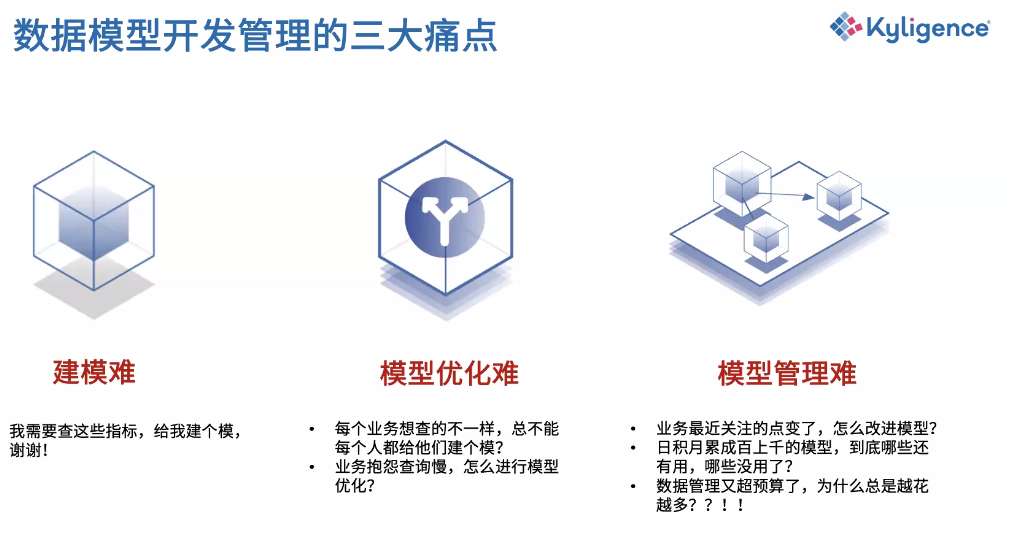 数据模型开发管理的三大痛点
Kyligence®
建模难
我需要查这些指标，给我建个模，
谢谢！
模型优化难
• 每个业务想查的不一样，总不能
每个人都给他们建个模？
• 业务抱怨查询慢，怎么进行模型
优化？
模型管理难
• 业务最近关注的点变了，怎么改进模型？
• 日积月累成百上千的模型，到底哪些还
有用，哪些没用了？
• 数据管理又超预算了，为什么总是越花
越多？？！！